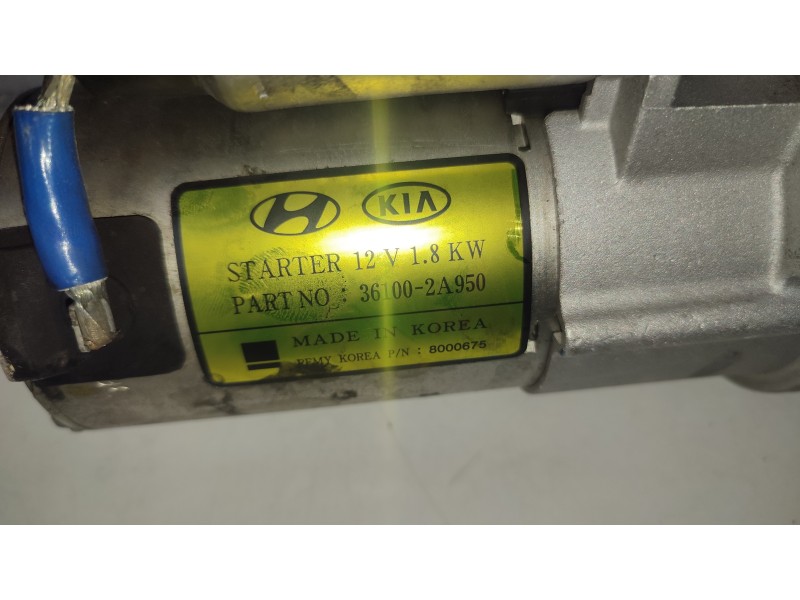 KIA
STARTER 12 V 1.8 KW
PART NO : 36100-2A950
MADE IN KOREA
REMY KOREA P/N : 8000675